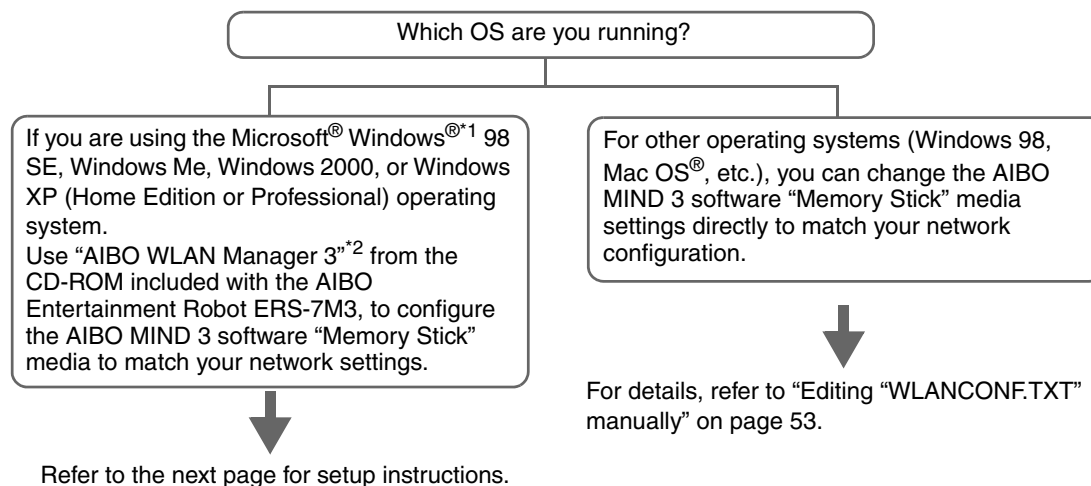 Which OS are you running?
If you are using the Microsoft® Windows®*1 98
SE, Windows Me, Windows 2000, or Windows
XP (Home Edition or Professional) operating
system.
Use “AIBO WLAN Manager 3”*2 from the
CD-ROM included with the AIBO
Entertainment Robot ERS-7M3, to configure
the AIBO MIND 3 software “Memory Stick”
media to match your network settings.
Refer to the next page for setup instructions.
For other operating systems (Windows 98,
Mac OS®, etc.), you can change the AIBO
MIND 3 software “Memory Stick” media
settings directly to match your network
configuration.
For details, refer to “Editing “WLANCONF.TXT”
manually” on page 53.